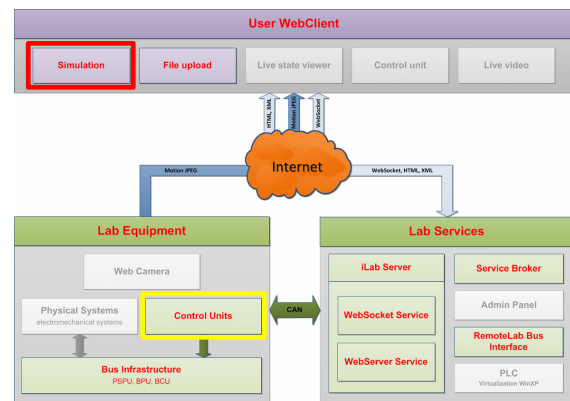 User WebClient
Simulation
File upload
Live state viewer
Control unit
Live video
HTML, XML
Motion JPEG
WebSocket
Internet
Motion JPEG
WebSocket, HTML, XML
Lab Equipment
Lab Services
Web Camera
iLab Server
Service Broker
Physical Systems
electromechanical systems
Control Units
CAN
WebSocket Service
Admin Panel
RemoteLab Bus
Interface
WebServer Service
Bus Infrastructure
PSPU, BPU, BCU
PLC
Virtualization WinXP